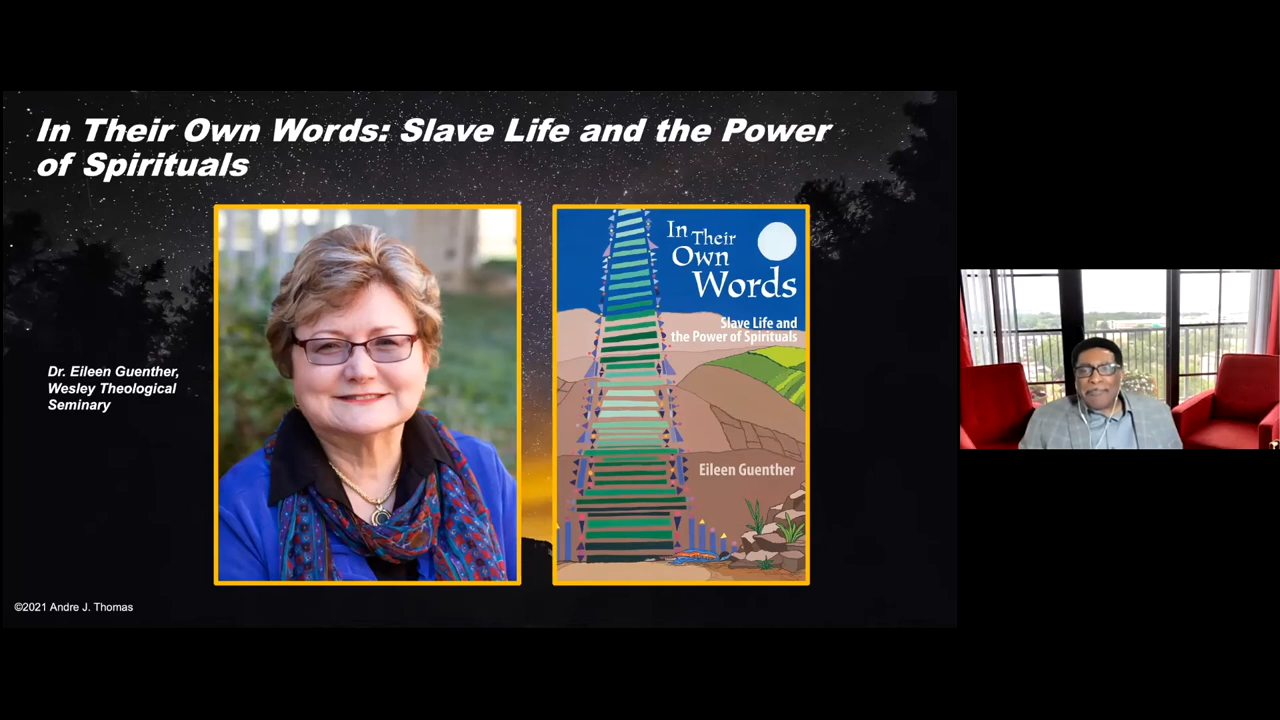 In Their Own Words: Slave Life and the Power
of Spirituals
Dr. Eileen Guenther,
Wesley Theological
Seminary
In Their
Own
Words
Slave Life and
the Power of Spirituals
Eileen Guenther
©2021 Andre J. Thomas